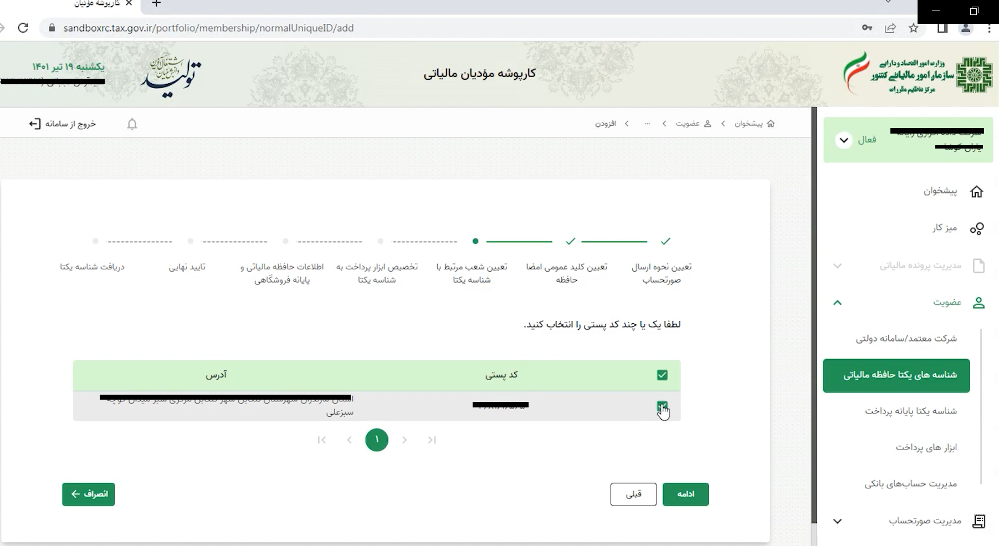 کارپوشه مؤدیان
sandboxrc.tax.gov.ir/portfolio/membership/normalUniqueID/add
وزارت امور اقتصاد و دارایی
سازمان امور مالیاتی کشور
مرکز تنظیم مقررات
کارپوشه مؤدیان مالیاتی
تولید
دانش‌بنیان
اشتغال‌آفرین
یکشنبه ۱۹ تیر ۱۴۰۱
پیشخوان
عضویت
...
افزودن
خروج از سامانه
فعال
پیشخوان
میز کار
مدیریت پرونده مالیاتی
عضویت
شرکت معتمد/سامانه دولتی
شناسه های یکتا حافظه مالیاتی
شناسه یکتا پایانه پرداخت
ابزار های پرداخت
مدیریت حساب‌های بانکی
مدیریت صورتحساب
تعیین نحوه ارسال
صورتحساب
تعیین کلید عمومی امضا
حافظه
تعیین شعب مرتبط با
شناسه یکتا
تخصیص ابزار پرداخت به
شناسه یکتا
اطلاعات حافظه مالیاتی و
پایانه فروشگاهی
تایید نهایی
دریافت شناسه یکتا
لطفا یک یا چند کد پستی را انتخاب کنید.
کد پستی
آدرس
سبزعلی
۱
ادامه
قبلی
انصراف